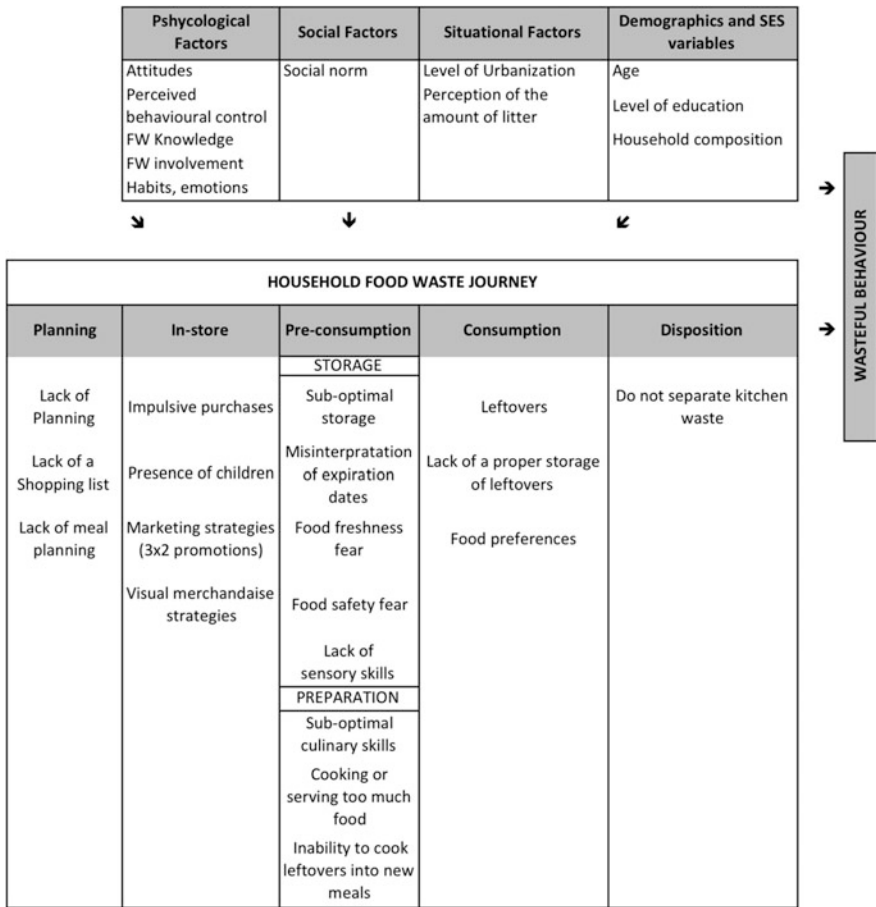 Pshycological
Factors
Social Factors
Situational Factors
Demographics and SES
variables
Attitudes
Perceived
behavioural control
FW Knowledge
FW involvement
Habits, emotions
Social norm
Level of Urbanization
Perception of the
amount of litter
Age
Level of education
Household composition
WASTEFUL BEHAVIOUR
HOUSEHOLD FOOD WASTE JOURNEY
Planning
In-store
Pre-consumption
Consumption
Disposition
Lack of
Planning
Lack of a
Shopping list
Lack of meal
planning
Impulsive purchases
Presence of children
Marketing strategies
(3x2 promotions)
Visual merchandaise
strategies
STORAGE
Sub-optimal
storage
Misinterpratation
of expiration
dates
Food freshness
fear
Food safety fear
Lack of
sensory skills
PREPARATION
Sub-optimal
culinary skills
Cooking or
serving too much
food
Inability to cook
leftovers into new
meals
Leftovers
Lack of a proper storage
of leftovers
Food preferences
Do not separate kitchen
waste